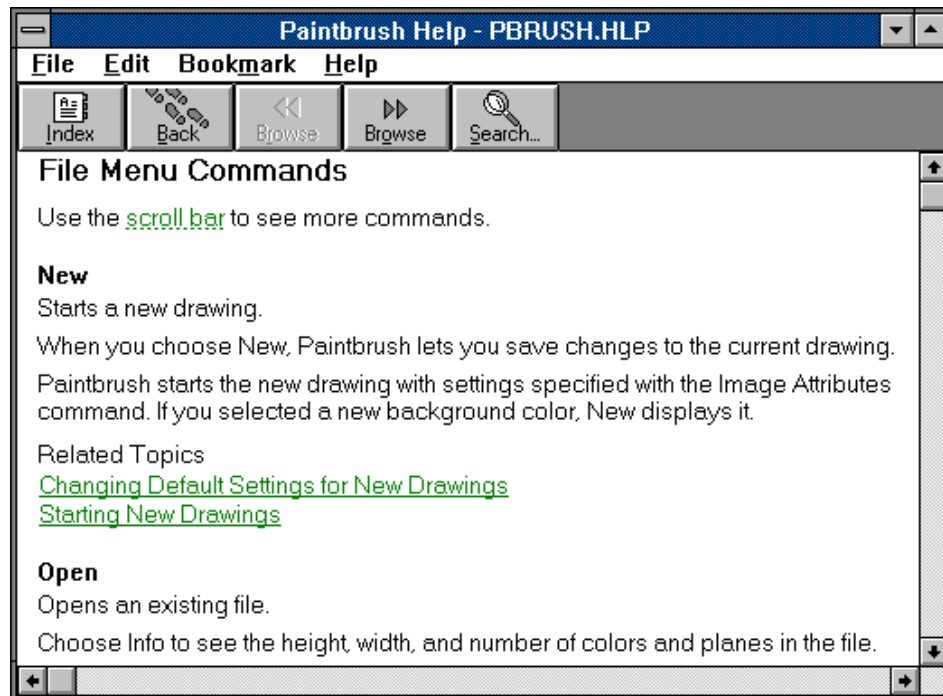 Paintbrush Help - PBRUSH.HLP
File Edit Bookmark Help
Index Back Browse Browse Search...
File Menu Commands
Use the scroll bar to see more commands.
New
Starts a new drawing.
When you choose New, Paintbrush lets you save changes to the current drawing.
Paintbrush starts the new drawing with settings specified with the Image Attributes
command. If you selected a new background color, New displays it.
Related Topics
Changing Default Settings for New Drawings
Starting New Drawings
Open
Opens an existing file.
Choose Info to see the height, width, and number of colors and planes in the file.